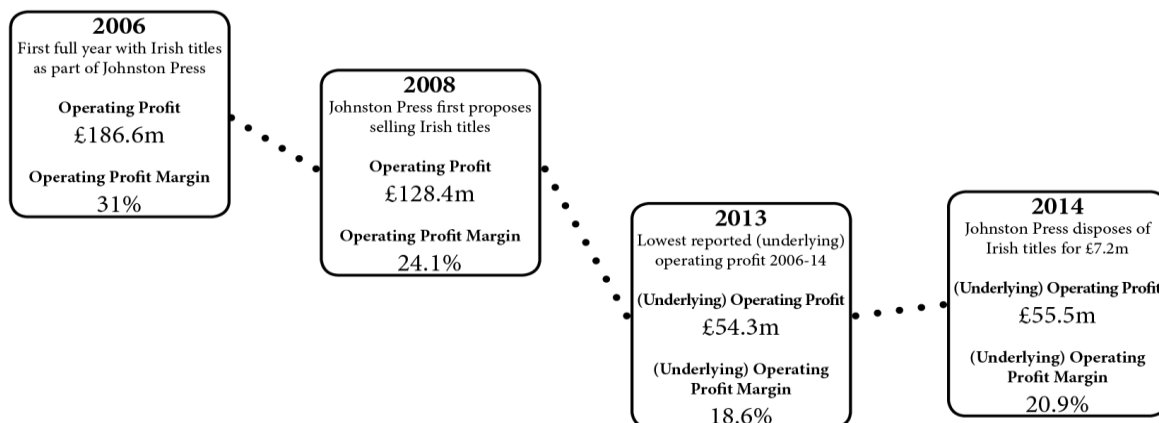 2006
First full year with Irish titles
as part of Johnston Press
Operating Profit
£186.6m
Operating Profit Margin
31%
2008
Johnston Press first proposes
selling Irish titles
Operating Profit
£128.4m
Operating Profit Margin
24.1%
2013
Lowest reported (underlying)
operating profit 2006-14
(Underlying) Operating Profit
£54.3m
(Underlying) Operating
Profit Margin
18.6%
2014
Johnston Press disposes of
Irish titles for £7.2m
(Underlying) Operating Profit
£55.5m
(Underlying) Operating
Profit Margin
20.9%